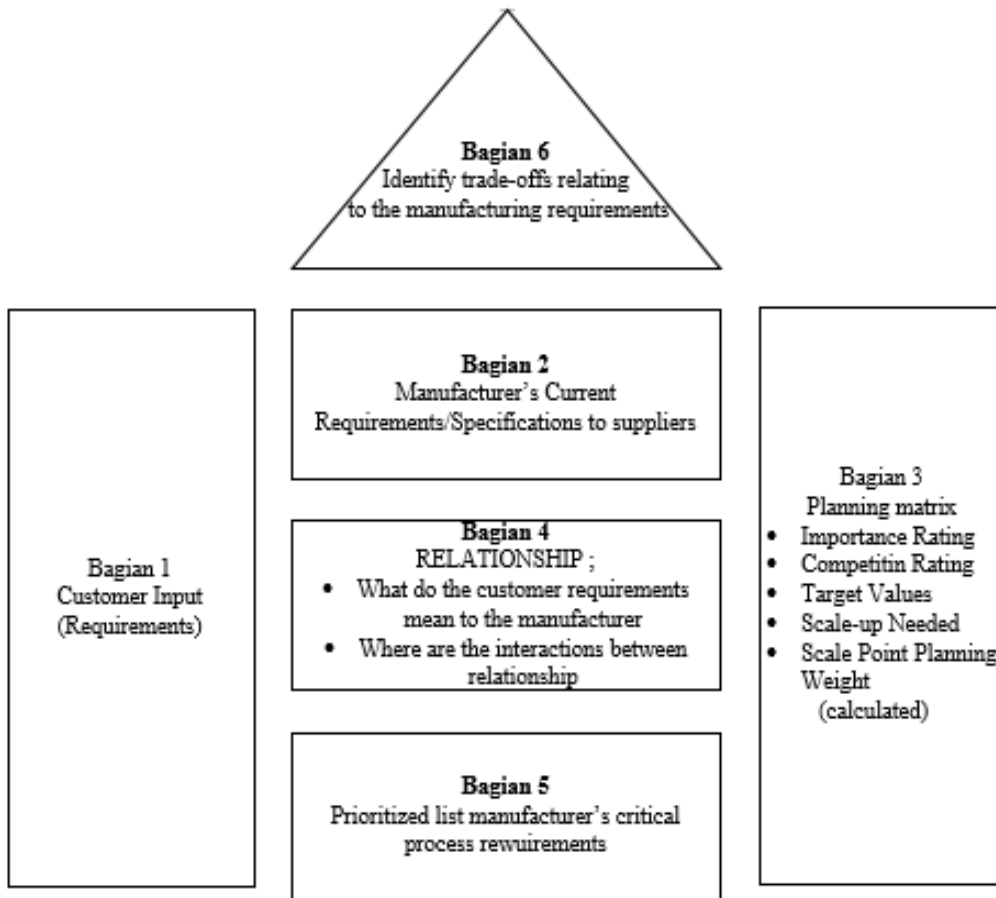 Bagian 6
Identify trade-offs relating
to the manufacturing requirements
Bagian 1
Customer Input
(Requirements)
Bagian 2
Manufacturer's Current
Requirements/Specifications to suppliers
Bagian 4
RELATIONSHIP ;
• What do the customer requirements
mean to the manufacturer
• Where are the interactions between
relationship
Bagian 5
Prioritized list manufacturer's critical
process rewuirements
Bagian 3
Planning matrix
• Importance Rating
• Competitin Rating
• Target Values
• Scale-up Needed
• Scale Point Planning
Weight
(calculated)